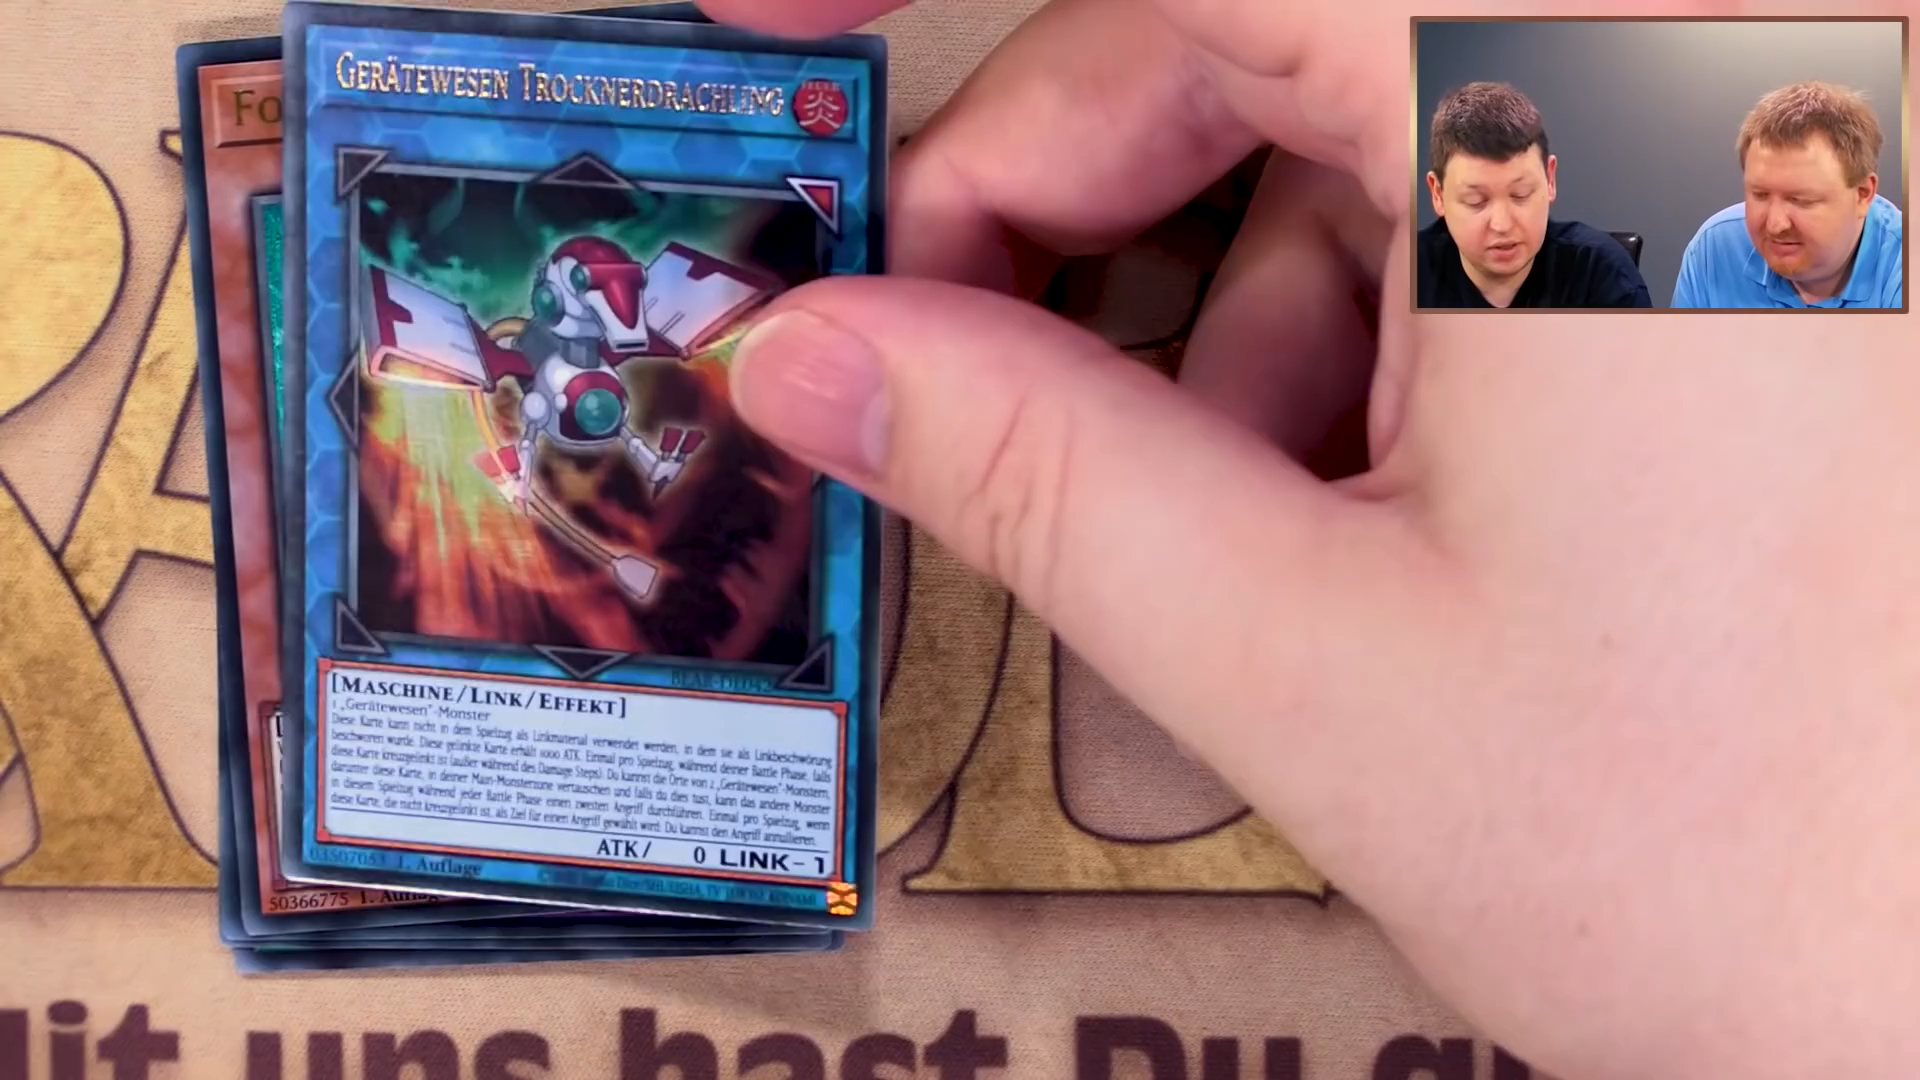 GERÄTEWESEN TROCKNERDRACHLING
炎
Fo
BLAR-DE042
[MASCHINE/LINK/EFFEKT]
1 „Gerätewesen"-Monster
Diese Karte kann nicht in dem Spielzug als Linkmaterial verwendet werden, in dem sie als Linkbeschwörung
beschworen wurde. Diese gelinkte Karte erhält 1000 ATK. Einmal pro Spielzug, während deiner Battle Phase, falls
diese Karte kreuzgelinkt ist (außer während des Damage Steps): Du kannst die Orte von 2 „Gerätewesen"-Monstern,
darunter diese Karte, in deiner Main-Monsterzone vertauschen und falls du dies tust, kann das andere Monster
in diesem Spielzug während jeder Battle Phase einen zweiten Angriff durchführen. Einmal pro Spielzug, wenn
diese Karte, die nicht kreuzgelinkt ist, als Ziel für einen Angriff gewählt wird: Du kannst den Angriff annullieren.
ATK/ 0 LINK-1
03507053 1. Auflage
50366775 1. Auflag
Mit uns hast Du g